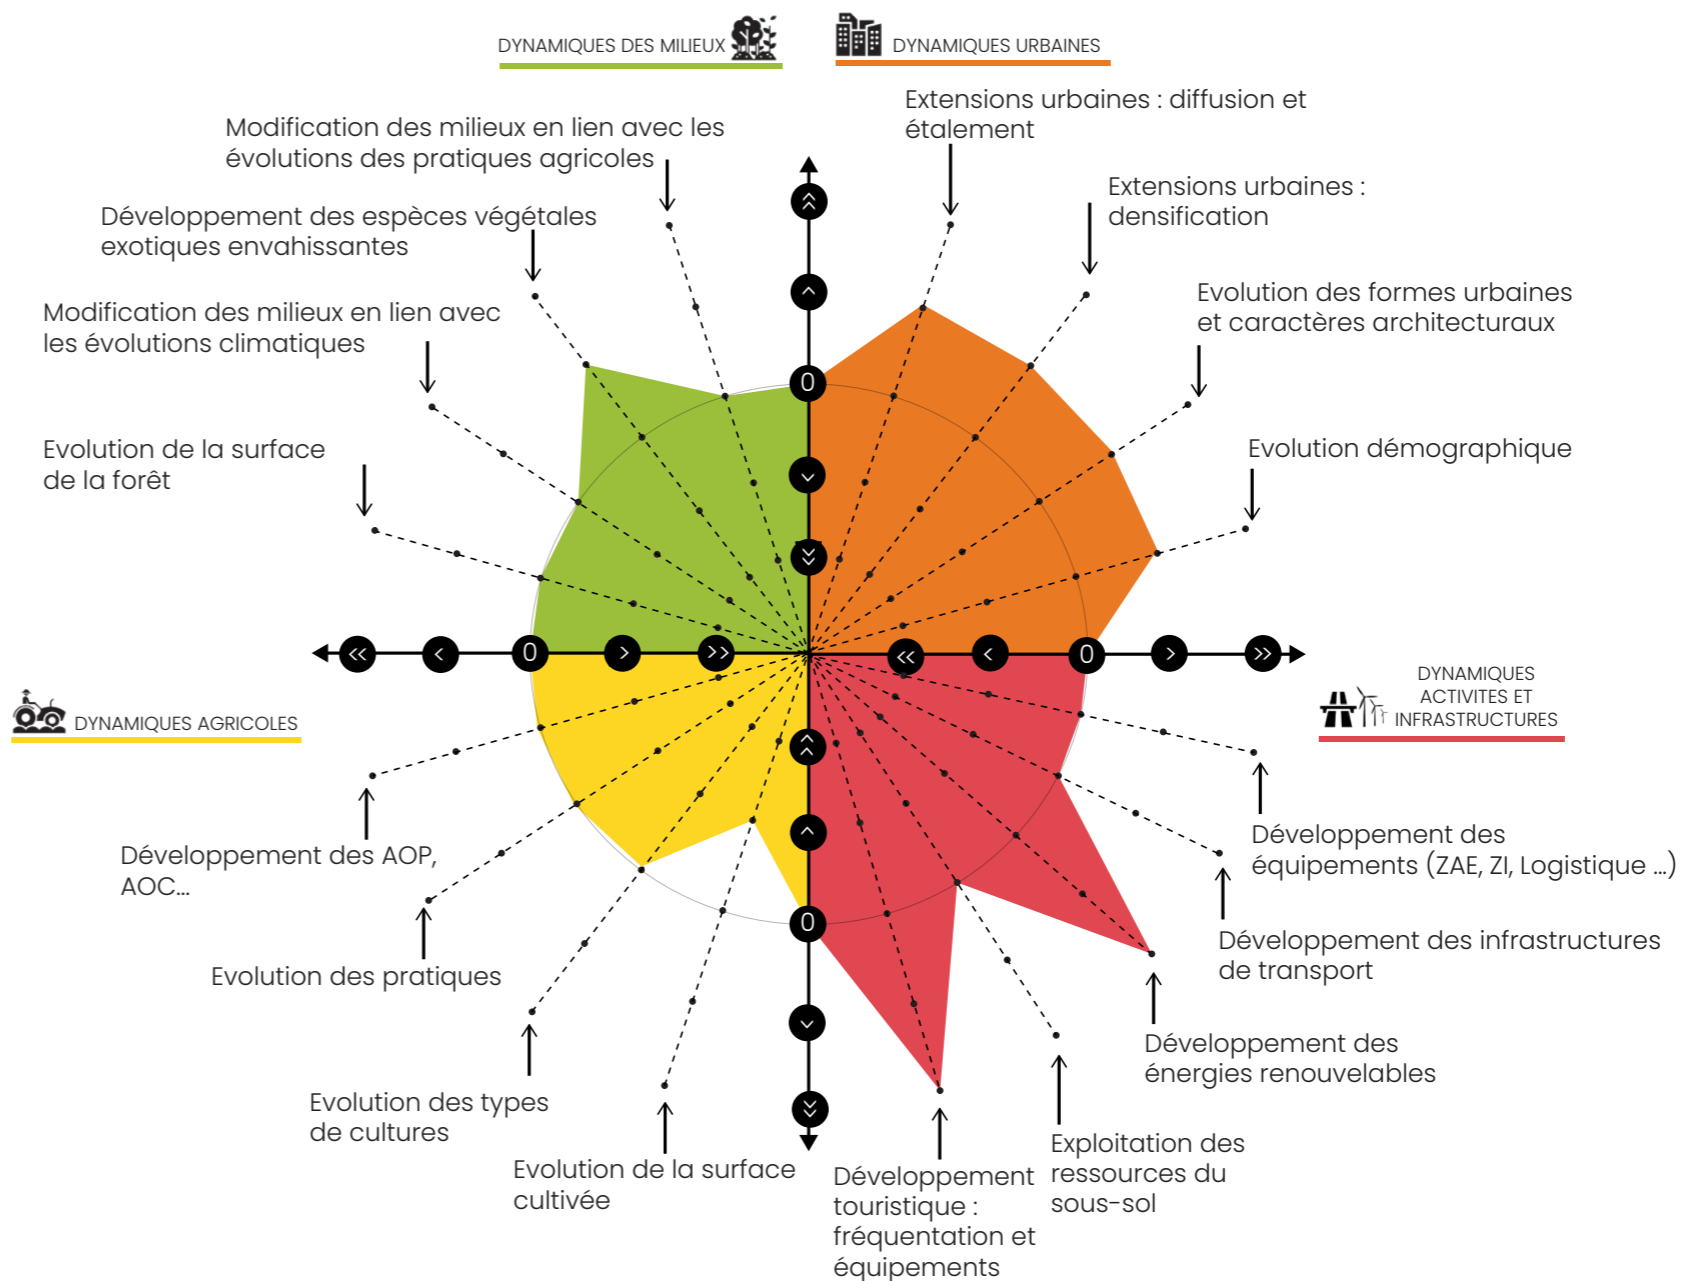 DYNAMIQUES DES MILIEUX
DYNAMIQUES URBAINES
Extensions urbaines : diffusion et
étalement
Modification des milieux en lien avec les
évolutions des pratiques agricoles
Extensions urbaines :
densification
Développement des espèces végétales
exotiques envahissantes
Evolution des formes urbaines
et caractères architecturaux
Modification des milieux en lien avec
les évolutions climatiques
0
Evolution démographique
Evolution de la surface
de la forêt
<<
<
0
>
>>
<<
<
0
>
>>
DYNAMIQUES
ACTIVITES ET
INFRASTRUCTURES
DYNAMIQUES AGRICOLES
Développement des
équipements (ZAE, ZI, Logistique ...)
Développement des AOP,
AOC...
0
Développement des infrastructures
de transport
Evolution des pratiques
Développement des
énergies renouvelables
Evolution des types
de cultures
Exploitation des
ressources du
sous-sol
Evolution de la surface
cultivée
Développement
touristique :
fréquentation et
équipements